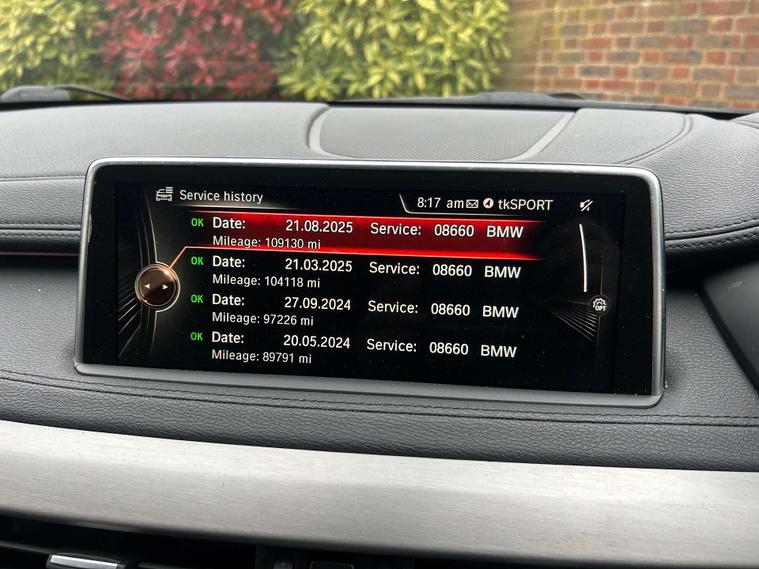 Service history
8:17 am tkSPORT
OK Date: 21.08.2025 Service: 08660 BMW
Mileage: 109130 mi
OK Date: 21.03.2025 Service: 08660 BMW
Mileage: 104118 mi
OK Date: 27.09.2024 Service: 08660 BMW
Mileage: 97226 mi
OK Date: 20.05.2024 Service: 08660 BMW
Mileage: 89791 mi
OPT